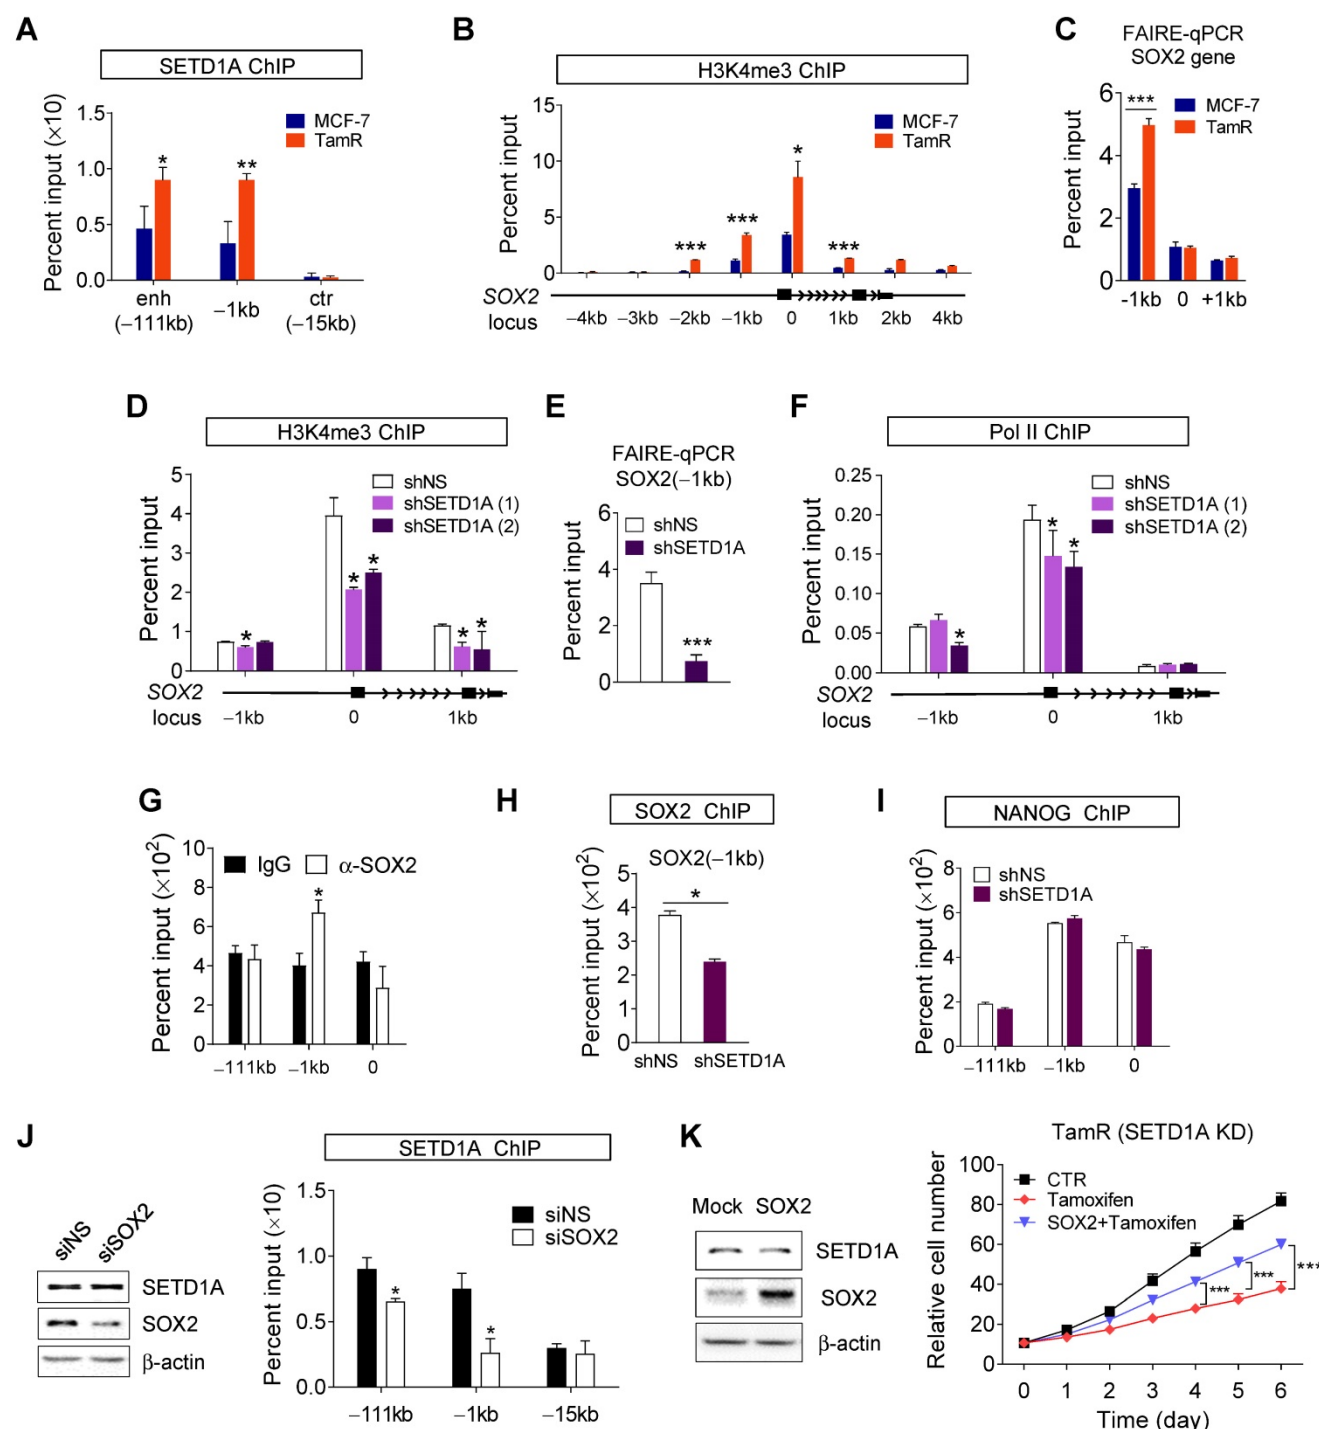 A
SETD1A ChIP
Percent input (×10)
1.5
1.0
0.5
0.0
MCF-7
TamR
*
**
enh
(−111kb)
−1kb
ctr
(−15kb)
B
H3K4me3 ChIP
Percent input
15
10
5
0
MCF-7
TamR
***
***
*
***
SOX2
locus
−4kb −3kb −2kb −1kb 0 1kb 2kb 4kb
C
FAIRE-qPCR
SOX2 gene
Percent input
6
4
2
0
***
MCF-7
TamR
-1kb 0 +1kb
D
H3K4me3 ChIP
Percent input
5
4
3
2
1
0
shNS
shSETD1A (1)
shSETD1A (2)
*
* *
* *
SOX2
locus
−1kb 0 1kb
E
FAIRE-qPCR
SOX2(−1kb)
Percent input
6
4
2
0
shNS
shSETD1A
***
F
Pol II ChIP
Percent input
0.25
0.20
0.15
0.10
0.05
0.00
shNS
shSETD1A (1)
shSETD1A (2)
*
* *
SOX2
locus
−1kb 0 1kb
G
Percent input (×10²)
10
8
6
4
2
0
IgG α-SOX2
*
−111kb −1kb 0
H
SOX2 ChIP
SOX2(−1kb)
Percent input (×10²)
5
4
3
2
1
0
*
shNS shSETD1A
I
NANOG ChIP
Percent input (×10²)
8
6
4
2
0
shNS
shSETD1A
−111kb −1kb 0
J
siNS siSOX2
SETD1A
SOX2
β-actin
SETD1A ChIP
Percent input (×10)
1.5
1.0
0.5
0.0
siNS
siSOX2
*
*
−111kb −1kb −15kb
K
Mock SOX2
SETD1A
SOX2
β-actin
TamR (SETD1A KD)
Relative cell number
100
80
60
40
20
0
CTR
Tamoxifen
SOX2+Tamoxifen
***
***
***
0 1 2 3 4 5 6
Time (day)